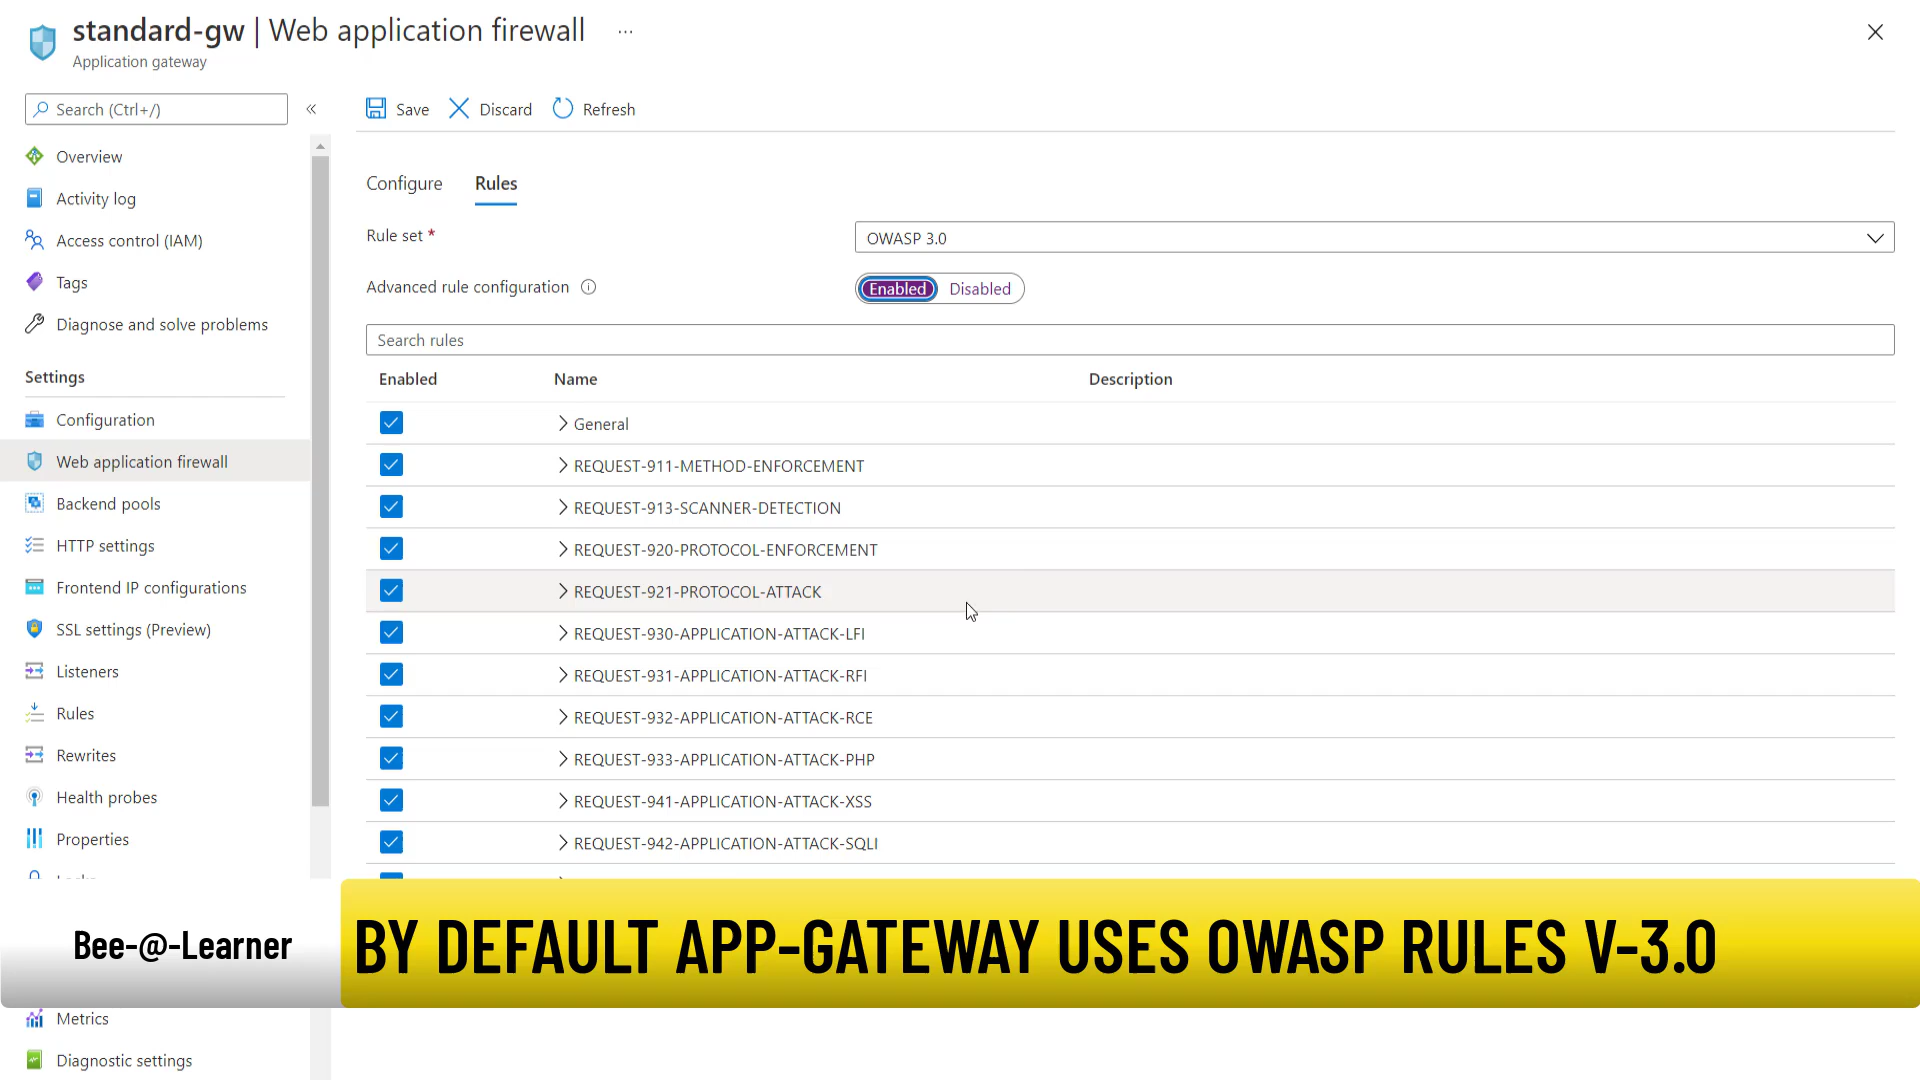 standard-gw | Web application firewall ...
Application gateway
Search (Ctrl+/)
«
Save
Discard
Refresh
Overview
Activity log
Access control (IAM)
Tags
Diagnose and solve problems
Settings
Configuration
Web application firewall
Backend pools
HTTP settings
Frontend IP configurations
SSL settings (Preview)
Listeners
Rules
Rewrites
Health probes
Properties
Configure
Rules
Rule set *
OWASP 3.0
Advanced rule configuration
Enabled
Disabled
Search rules
Enabled
Name
Description
General
REQUEST-911-METHOD-ENFORCEMENT
REQUEST-913-SCANNER-DETECTION
REQUEST-920-PROTOCOL-ENFORCEMENT
REQUEST-921-PROTOCOL-ATTACK
REQUEST-930-APPLICATION-ATTACK-LFI
REQUEST-931-APPLICATION-ATTACK-RFI
REQUEST-932-APPLICATION-ATTACK-RCE
REQUEST-933-APPLICATION-ATTACK-PHP
REQUEST-941-APPLICATION-ATTACK-XSS
REQUEST-942-APPLICATION-ATTACK-SQLI
Bee-@-Learner
BY DEFAULT APP-GATEWAY USES OWASP RULES V-3.0
Metrics
Diagnostic settings